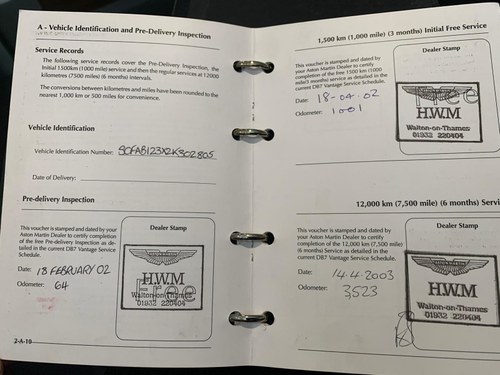 A - Vehicle Identification and Pre-Delivery Inspection
Service Records
The following service records cover the Pre-Delivery Inspection, the
Initial 1500km (1000 mile) service and then the regular services at 12000
kilometres (7500 miles) (6 months) intervals.
The conversions between kilometres and miles have been rounded to the
nearest 1,000 km or 500 miles for convenience.
Vehicle Identification
Vehicle Identification Number: SCFAB123X2K302805
Date of Delivery:
Pre-delivery Inspection
This voucher is stamped and dated by
your Aston Martin Dealer to certify completion
of the free Pre-delivery Inspection as de-
tailed in the current DB7 Vantage Service
Schedule.
Date: 18 FEBRUARY 02
Odometer: 64
Dealer Stamp
H.W.M
Free
Walton-on-Thames
01932 220404
2-A-10
1,500 km (1,000 mile) (3 months) Initial Free Service
This voucher is stamped and dated by
your Aston Martin Dealer to certify
completion of the free 1500 km (1000
mile) service as detailed in the
current DB7 Vantage Service Schedule.
Date: 18-04-02
Odometer: 1001
Dealer Stamp
Free
H.W.M
Walton-on-Thames
01932 220404
12,000 km (7,500 mile) (6 months) Servi
This voucher is stamped and dated by
your Aston Martin Dealer to certify
completion of the 12,000 km (7,500 mile)
(6 months) Service as detailed in the
current DB7 Vantage Service Schedule.
Date: 14.4.2003
Odometer: 3,523
Dealer Stamp
H.W.M
Walton-on-Thames
01932 220404